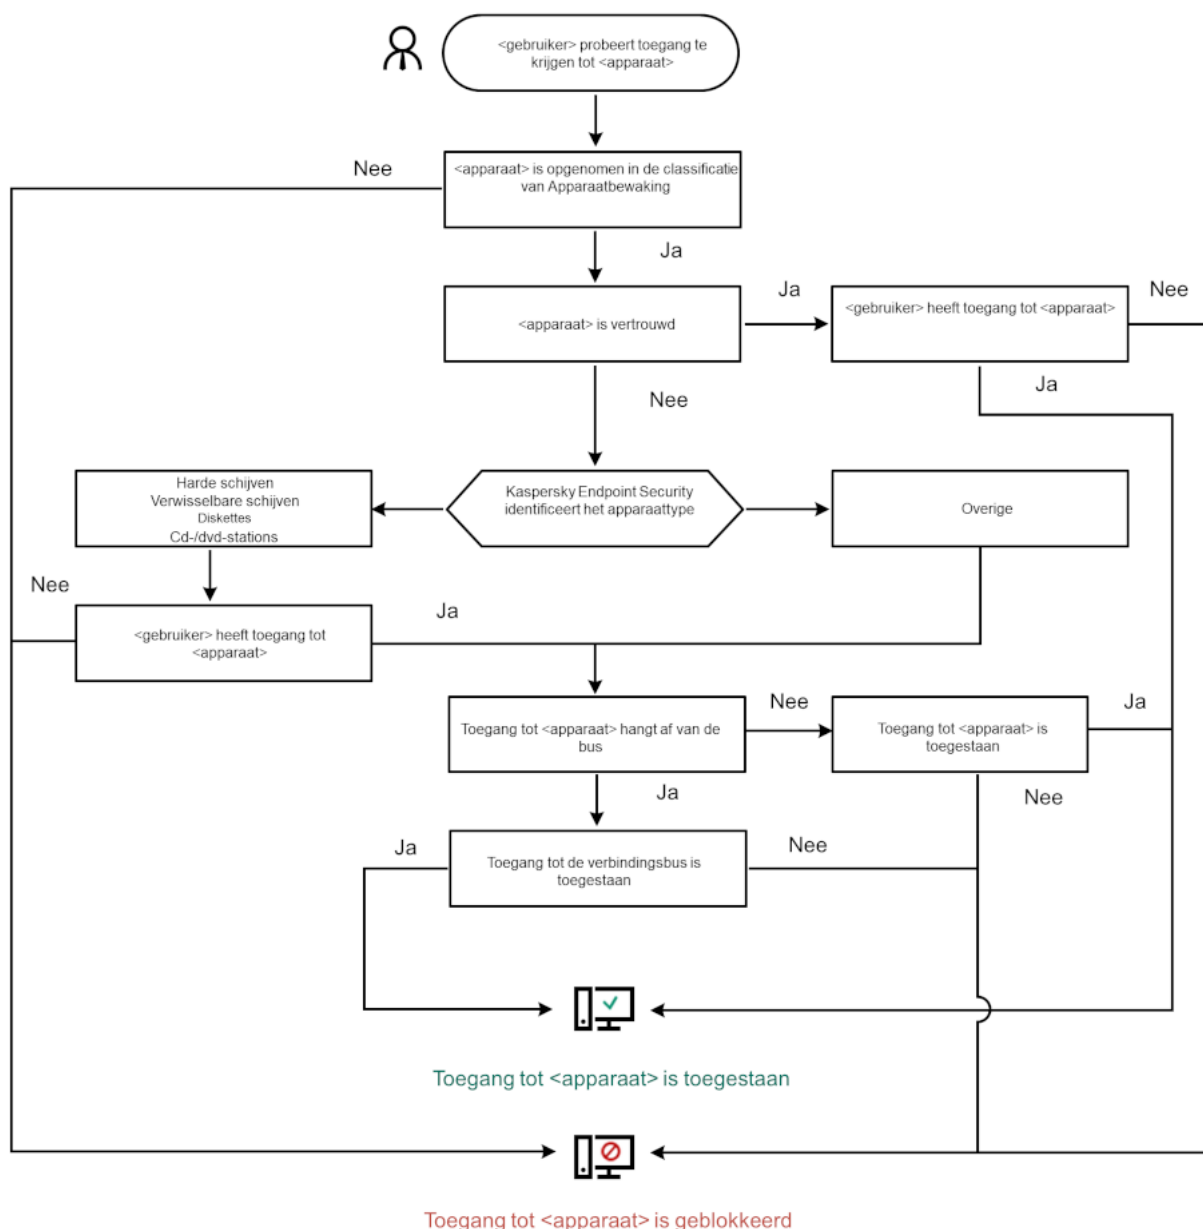 <gebruiker> probeert toegang te
krijgen tot <apparaat>
Nee
<apparaat> is opgenomen in de classificatie
van Apparaatbewaking
Ja
Ja
Nee
<apparaat> is vertrouwd
<gebruiker> heeft toegang tot <apparaat>
Nee
Ja
Harde schijven
Verwisselbare schijven
Diskettes
Cd-/dvd-stations
Kaspersky Endpoint Security
identificeert het apparaattype
Overige
Nee
Ja
<gebruiker> heeft toegang tot
<apparaat>
Toegang tot <apparaat> hangt af van de
bus
Nee
Toegang tot <apparaat> is
toegestaan
Ja
Ja
Nee
Ja
Toegang tot de verbindingsbus is
toegestaan
Nee
Toegang tot <apparaat> is toegestaan
Toegang tot <apparaat> is geblokkeerd